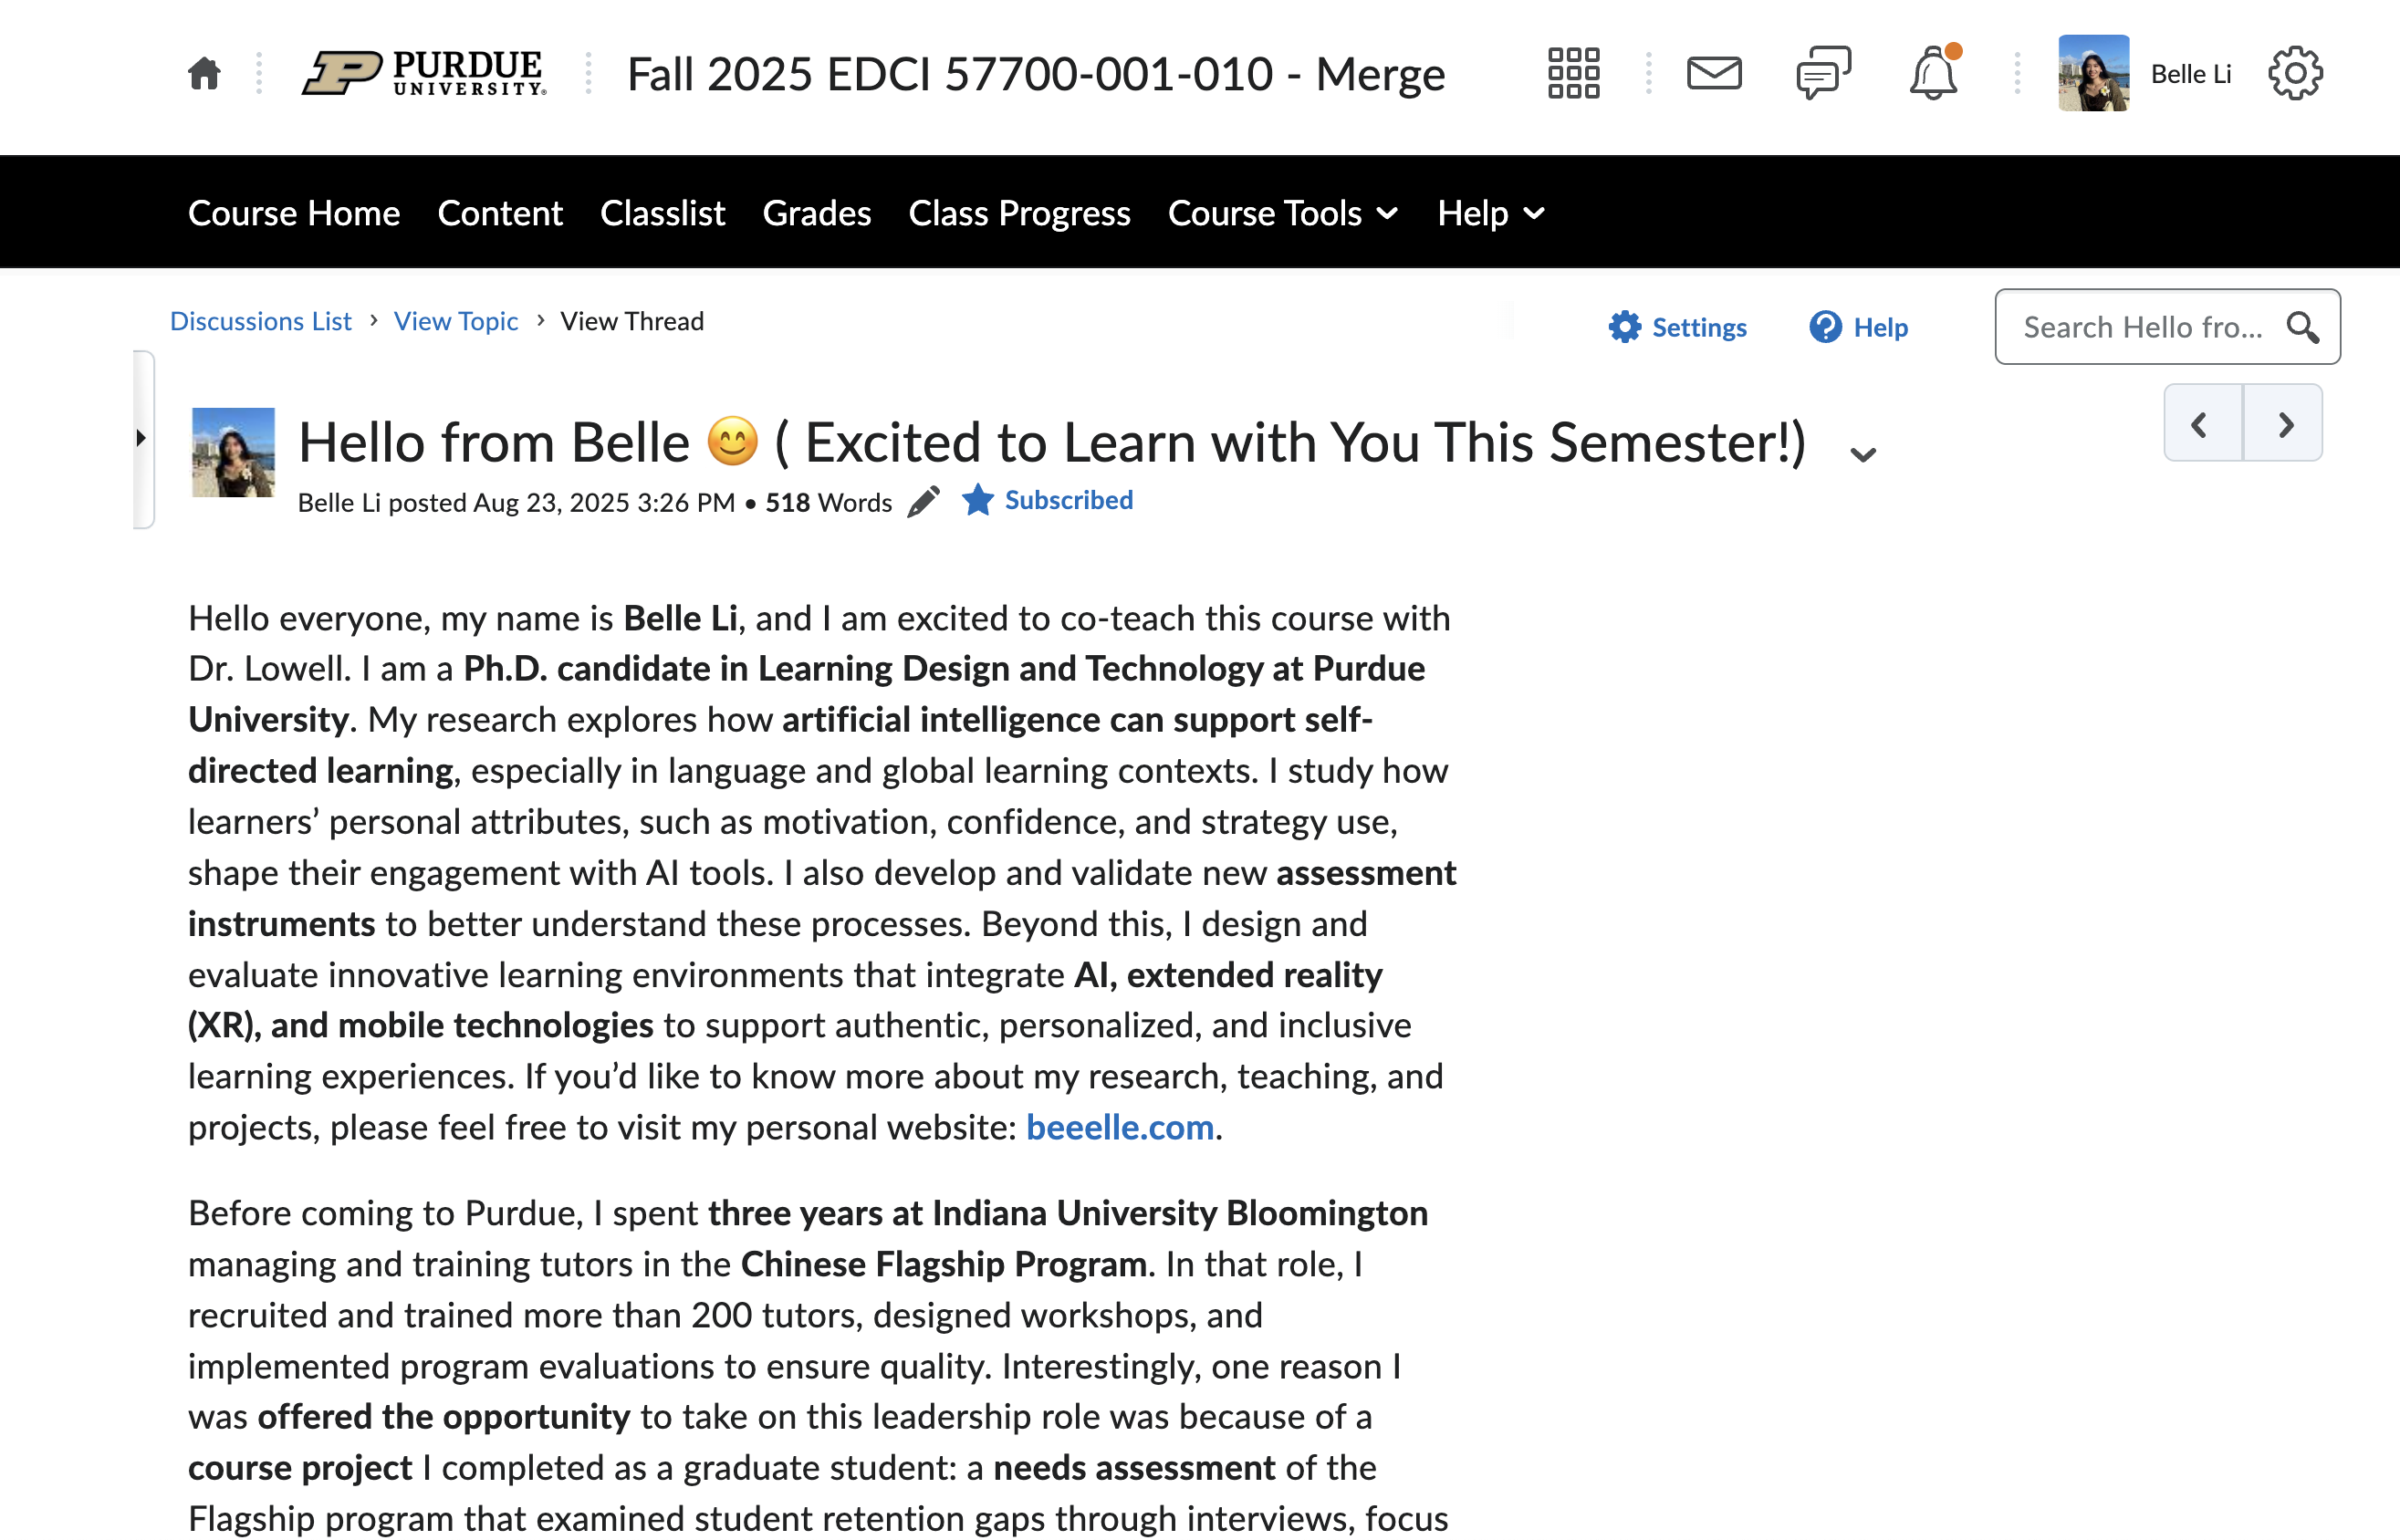 PURDUE UNIVERSITY®
Fall 2025 EDCI 57700-001-010 - Merge
Belle Li
Course Home Content Classlist Grades Class Progress Course Tools Help
Discussions List › View Topic › View Thread
Settings Help Search Hello fro...
Hello from Belle 😊 ( Excited to Learn with You This Semester!)
Belle Li posted Aug 23, 2025 3:26 PM • 518 Words Subscribed
Hello everyone, my name is Belle Li, and I am excited to co-teach this course with
Dr. Lowell. I am a Ph.D. candidate in Learning Design and Technology at Purdue
University. My research explores how artificial intelligence can support self-
directed learning, especially in language and global learning contexts. I study how
learners’ personal attributes, such as motivation, confidence, and strategy use,
shape their engagement with AI tools. I also develop and validate new assessment
instruments to better understand these processes. Beyond this, I design and
evaluate innovative learning environments that integrate AI, extended reality
(XR), and mobile technologies to support authentic, personalized, and inclusive
learning experiences. If you’d like to know more about my research, teaching, and
projects, please feel free to visit my personal website: beeelle.com.
Before coming to Purdue, I spent three years at Indiana University Bloomington
managing and training tutors in the Chinese Flagship Program. In that role, I
recruited and trained more than 200 tutors, designed workshops, and
implemented program evaluations to ensure quality. Interestingly, one reason I
was offered the opportunity to take on this leadership role was because of a
course project I completed as a graduate student: a needs assessment of the
Flagship program that examined student retention gaps through interviews, focus